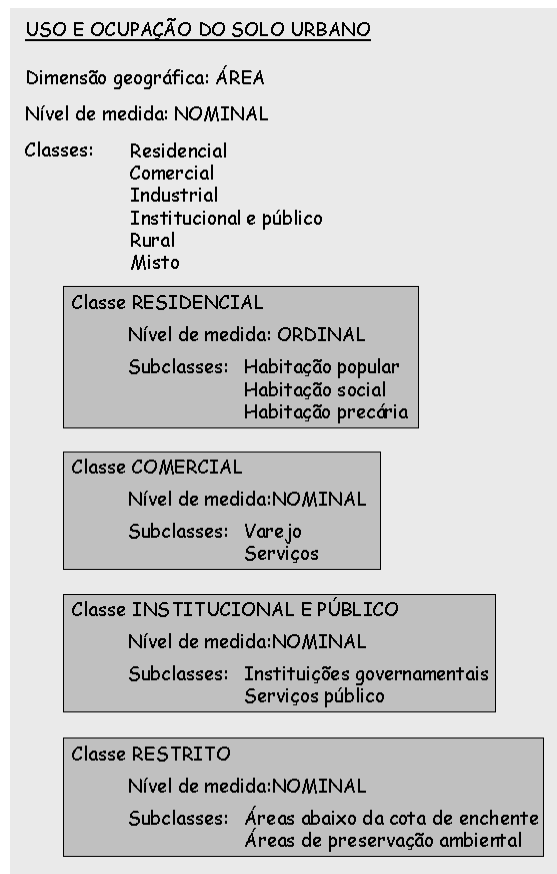 USO E OCUPAÇÃO DO SOLO URBANO
Dimensão geográfica: ÁREA
Nível de medida: NOMINAL
Classes: Residencial
Comercial
Industrial
Institucional e público
Rural
Misto
Classe RESIDENCIAL
Nível de medida: ORDINAL
Subclasses: Habitação popular
Habitação social
Habitação precária
Classe COMERCIAL
Nível de medida:NOMINAL
Subclasses: Varejo
Serviços
Classe INSTITUCIONAL E PÚBLICO
Nível de medida:NOMINAL
Subclasses: Instituições governamentais
Serviços público
Classe RESTRITO
Nível de medida:NOMINAL
Subclasses: Áreas abaixo da cota de enchente
Áreas de preservação ambiental